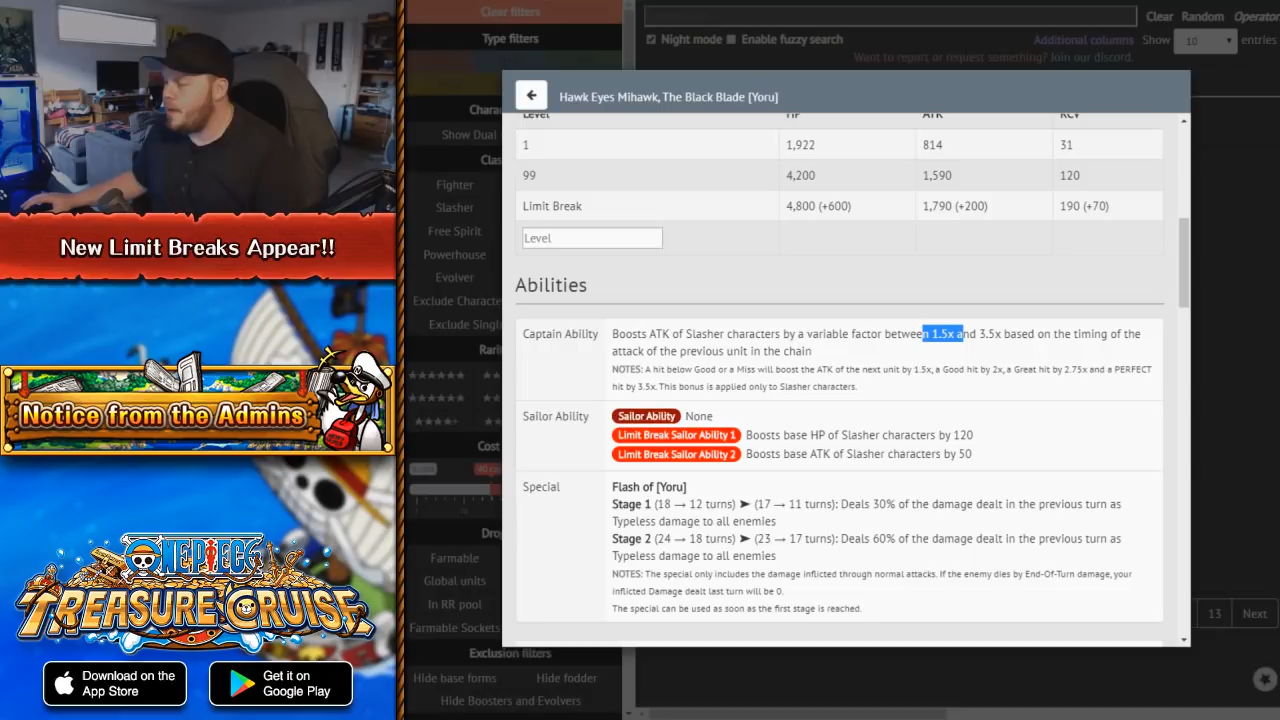 Clear filters
Type filters
Chara
Show Dual
Clas
Fighter
Slasher
Free Spirit
Powerhouse
Evolver
Exclude Characte
Exclude Singl
Rari
Cost
Dro
Farmable
Global units
In RR pool
Farmable Sockets
Exclusion filters
Hide base forms
Hide fodder
Hide Boosters and Evolvers
Clear Random Operator
Night mode Enable fuzzy search
Additional columns Show 10 entries
Want to report or request something? Join our discord.
13 Next
Hawk Eyes Mihawk, The Black Blade [Yoru]
Level HP ATK RCV
1 1,922 814 31
99 4,200 1,590 120
Limit Break 4,800 (+600) 1,790 (+200) 190 (+70)
Level
Abilities
Captain Ability
Boosts ATK of Slasher characters by a variable factor between 1.5x and 3.5x based on the timing of the
attack of the previous unit in the chain
NOTES: A hit below Good or a Miss will boost the ATK of the next unit by 1.5x, a Good hit by 2x, a Great hit by 2.75x and a PERFECT
hit by 3.5x. This bonus is applied only to Slasher characters.
Sailor Ability
Sailor Ability None
Limit Break Sailor Ability 1 Boosts base HP of Slasher characters by 120
Limit Break Sailor Ability 2 Boosts base ATK of Slasher characters by 50
Special
Flash of [Yoru]
Stage 1 (18 → 12 turns) ➤ (17 → 11 turns): Deals 30% of the damage dealt in the previous turn as
Typeless damage to all enemies
Stage 2 (24 → 18 turns) ➤ (23 → 17 turns): Deals 60% of the damage dealt in the previous turn as
Typeless damage to all enemies
NOTES: The special only includes the damage inflicted through normal attacks. If the enemy dies by End-Of-Turn damage, your
inflicted Damage dealt last turn will be 0.
The special can be used as soon as the first stage is reached.
New Limit Breaks Appear!!
Notice from the Admins
ONE PIECE
TREASURE CRUISE
Download on the
App Store
Get it on
Google Play